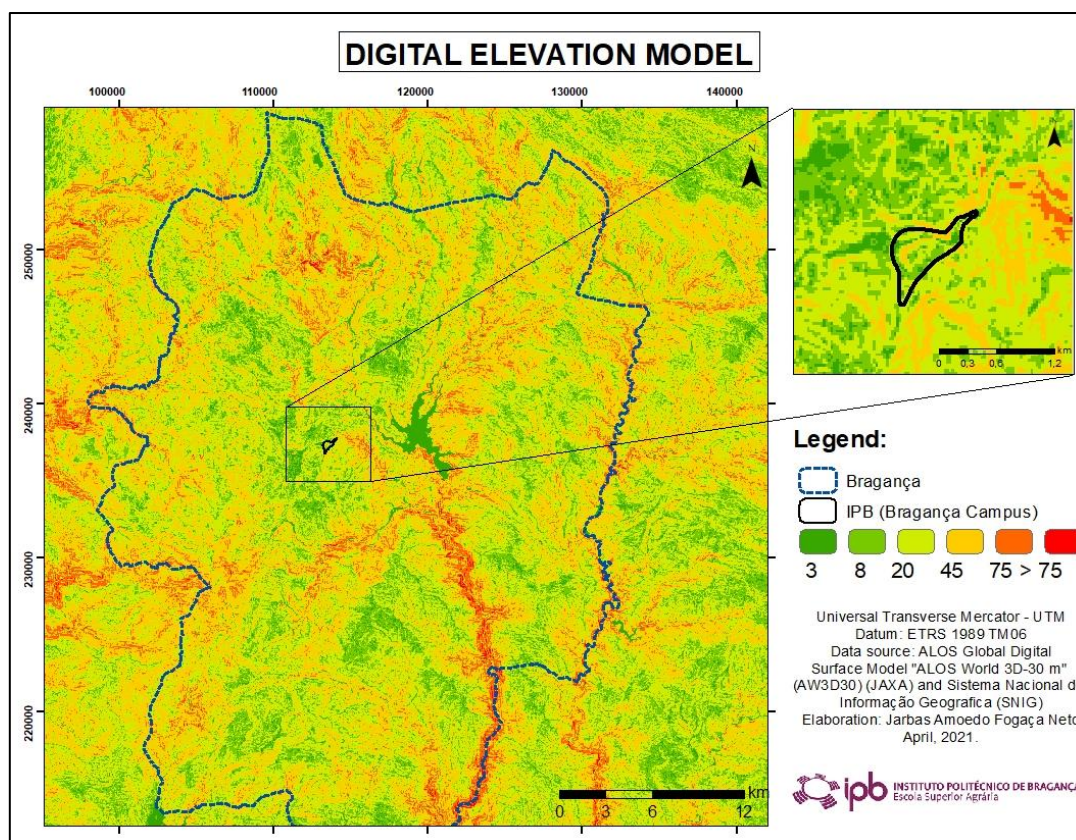 DIGITAL ELEVATION MODEL
100000 110000 120000 130000 140000
250000
240000
230000
220000
N
km
0 3 6 12
km
0 0,3 0,6 1,2
Legend:
Bragança
IPB (Bragança Campus)
3 8 20 45 75 > 75
Universal Transverse Mercator - UTM
Datum: ETRS 1989 TM06
Data source: ALOS Global Digital
Surface Model "ALOS World 3D-30 m"
(AW3D30) (JAXA) and Sistema Nacional d
Informação Geografica (SNIG)
Elaboration: Jarbas Amoedo Fogaça Neto
April, 2021.
ipb INSTITUTO POLITÉCNICO DE BRAGANÇA
Escola Superior Agrária